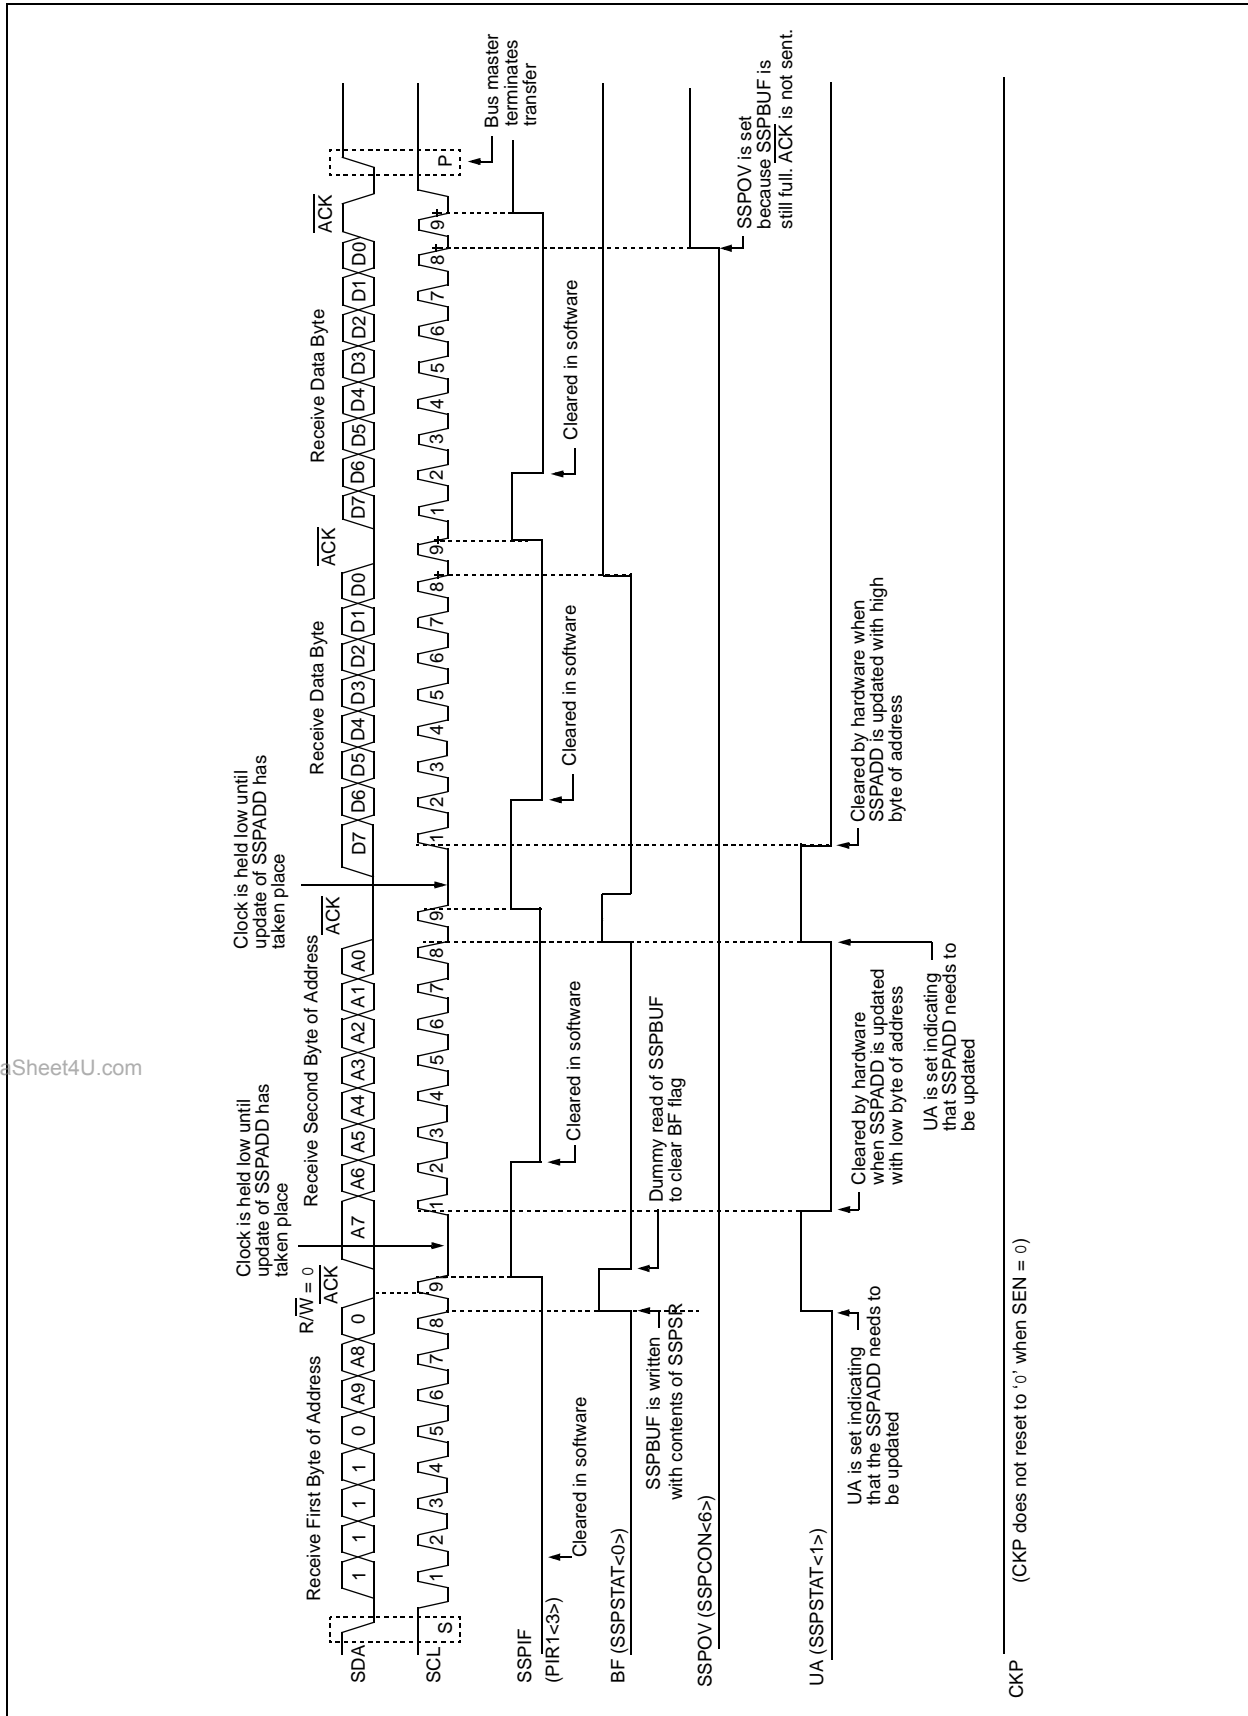 Receive First Byte of Address
R/W = 0
ACK
Clock is held low until
update of SSPADD has
taken place
Receive Second Byte of Address
ACK
Clock is held low until
update of SSPADD has
taken place
Receive Data Byte
ACK
Receive Data Byte
ACK
SDA
1 1 1 1 0 A9 A8 0 A7 A6 A5 A4 A3 A2 A1 A0 D7 D6 D5 D4 D3 D2 D1 D0 D7 D6 D5 D4 D3 D2 D1 D0
SCL
S 1 2 3 4 5 6 7 8 9 1 2 3 4 5 6 7 8 9 1 2 3 4 5 6 7 8 9 1 2 3 4 5 6 7 8 9 P
Bus master
terminates
transfer
SSPIF
(PIR1<3>)
Cleared in software
Cleared in software
Cleared in software
Cleared in software
BF (SSPSTAT<0>)
SSPBUF is written
with contents of SSPSR
Dummy read of SSPBUF
to clear BF flag
SSPOV (SSPCON<6>)
SSPOV is set
because SSPBUF is
still full. ACK is not sent.
UA (SSPSTAT<1>)
UA is set indicating
that the SSPADD needs to
be updated
Cleared by hardware
when SSPADD is updated
with low byte of address
UA is set indicating
that SSPADD needs to
be updated
Cleared by hardware when
SSPADD is updated with high
byte of address
CKP
(CKP does not reset to ‘0’ when SEN = 0)
aSheet4U.com